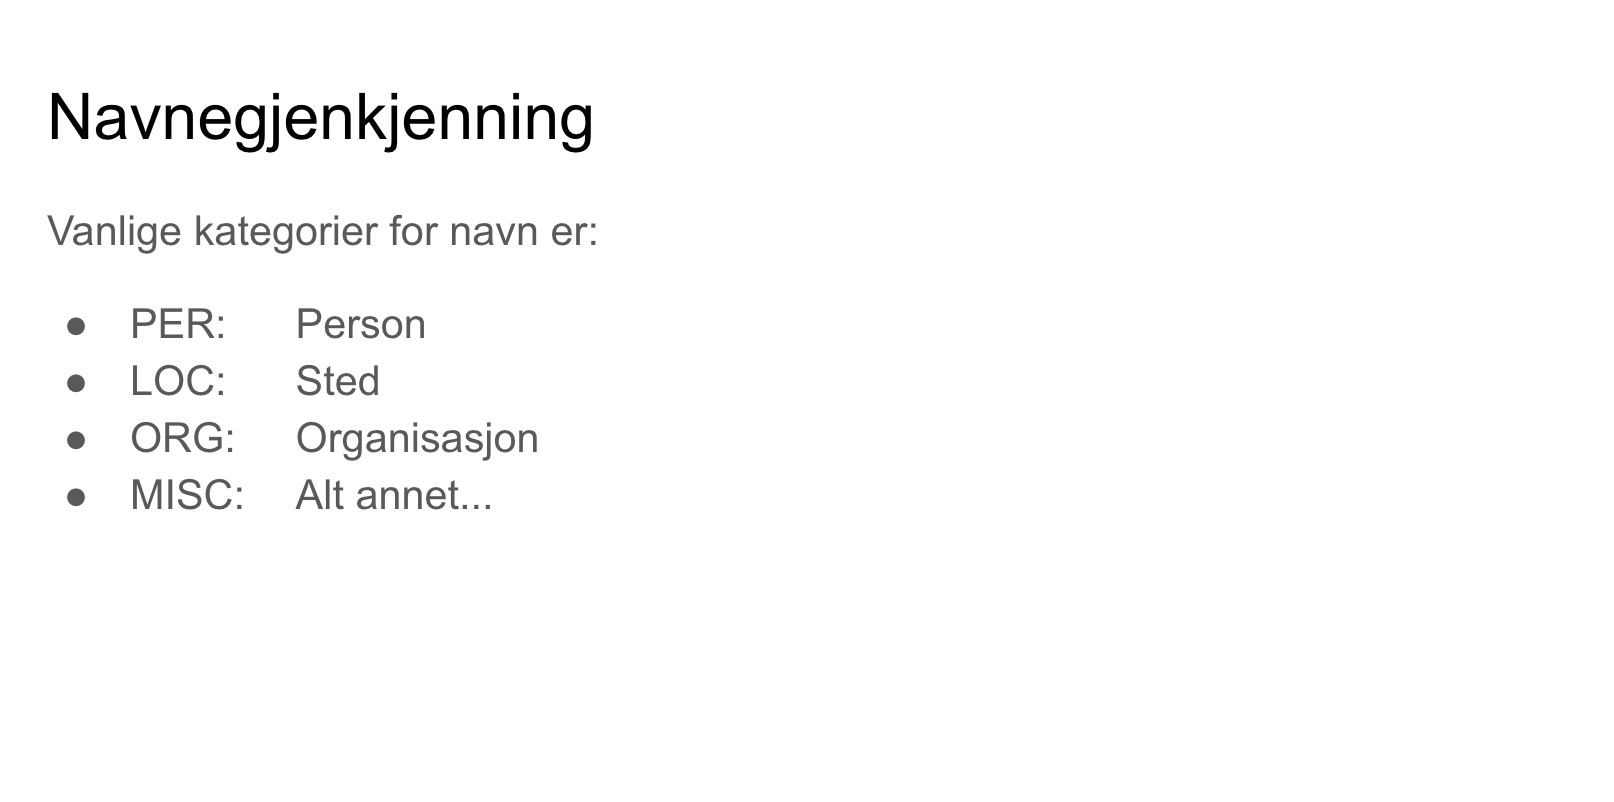 Navnegjenkjenning
Vanlige kategorier for navn er:
● PER: Person
● LOC: Sted
● ORG: Organisasjon
● MISC: Alt annet...